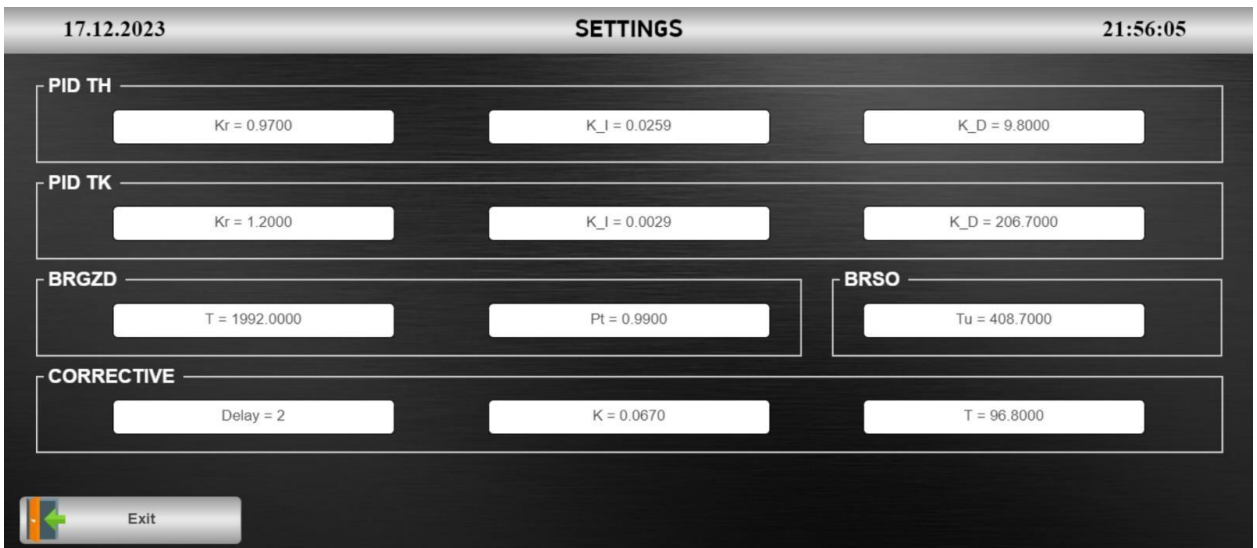 17.12.2023 SETTINGS 21:56:05
PID TH
Kr = 0.9700 K_I = 0.0259 K_D = 9.8000
PID TK
Kr = 1.2000 K_I = 0.0029 K_D = 206.7000
BRGZD BRSO
T = 1992.0000 Pt = 0.9900 Tu = 408.7000
CORRECTIVE
Delay = 2 K = 0.0670 T = 96.8000
Exit